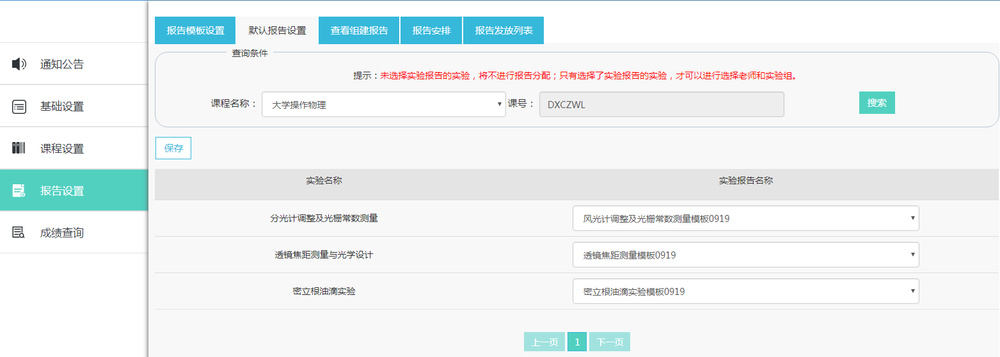 报告模板设置 默认报告设置 查看组建报告 报告安排 报告发放列表
通知公告
基础设置
课程设置
报告设置
成绩查询
查询条件
提示：未选择实验报告的实验，将不进行报告分配；只有选择了实验报告的实验，才可以进行选择老师和实验组。
课程名称： 大学操作物理 课号： DXCZWL 搜索
保存
实验名称 实验报告名称
分光计调整及光栅常数测量 风光计调整及光栅常数测量模板0919
透镜焦距测量与光学设计 透镜焦距测量模板0919
密立根油滴实验 密立根油滴实验模板0919
上一页 1 下一页